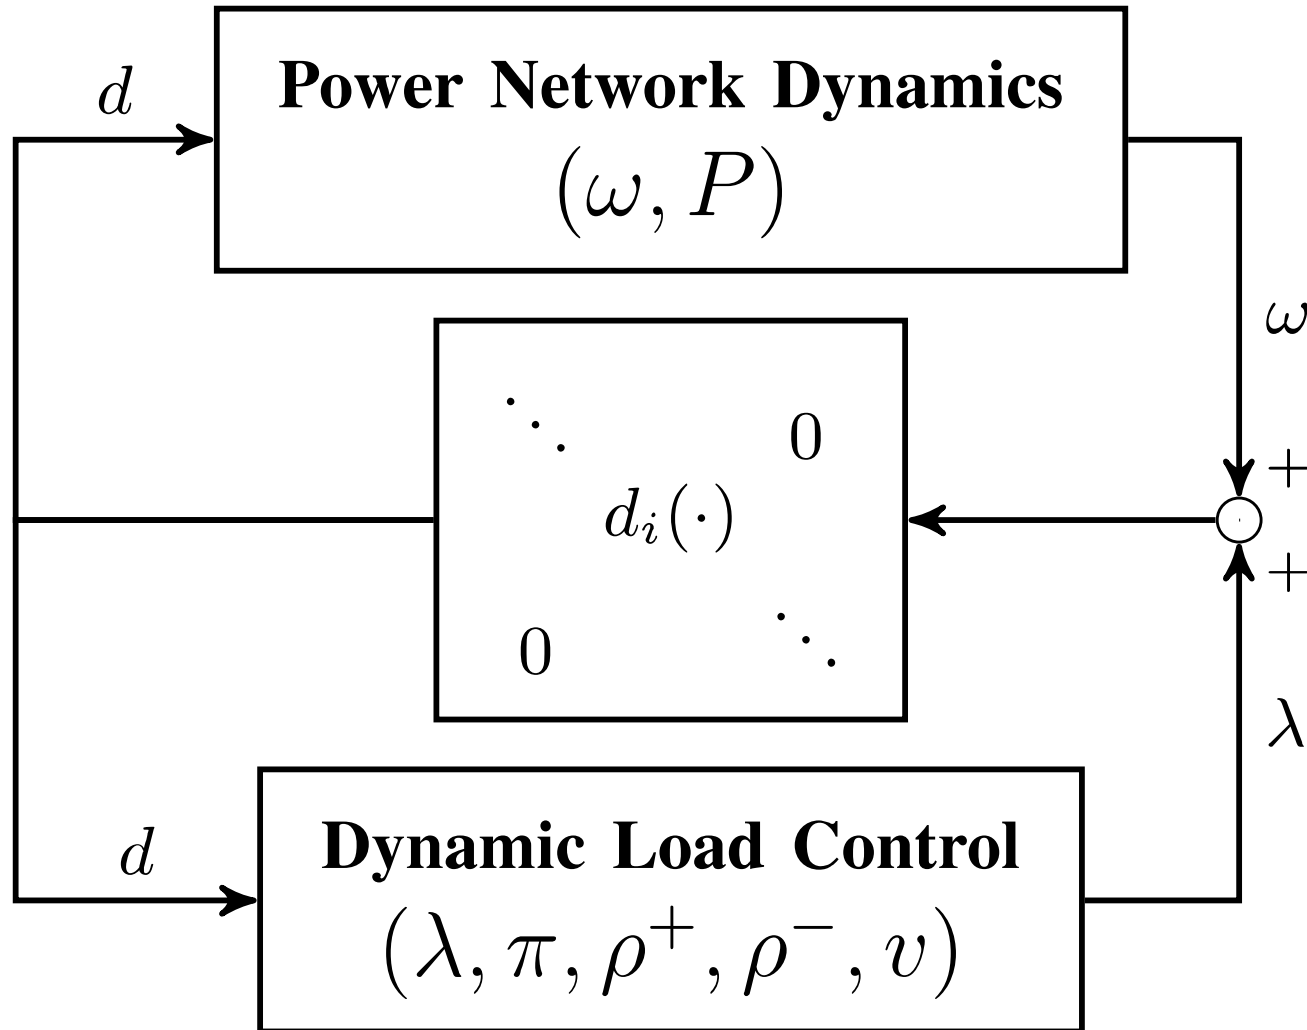 d
Power Network Dynamics
(ω, P)
ω
⋱ 0
+
d_i(·)
+
0 ⋱
λ
d
Dynamic Load Control
(λ, π, ρ⁺, ρ⁻, v)